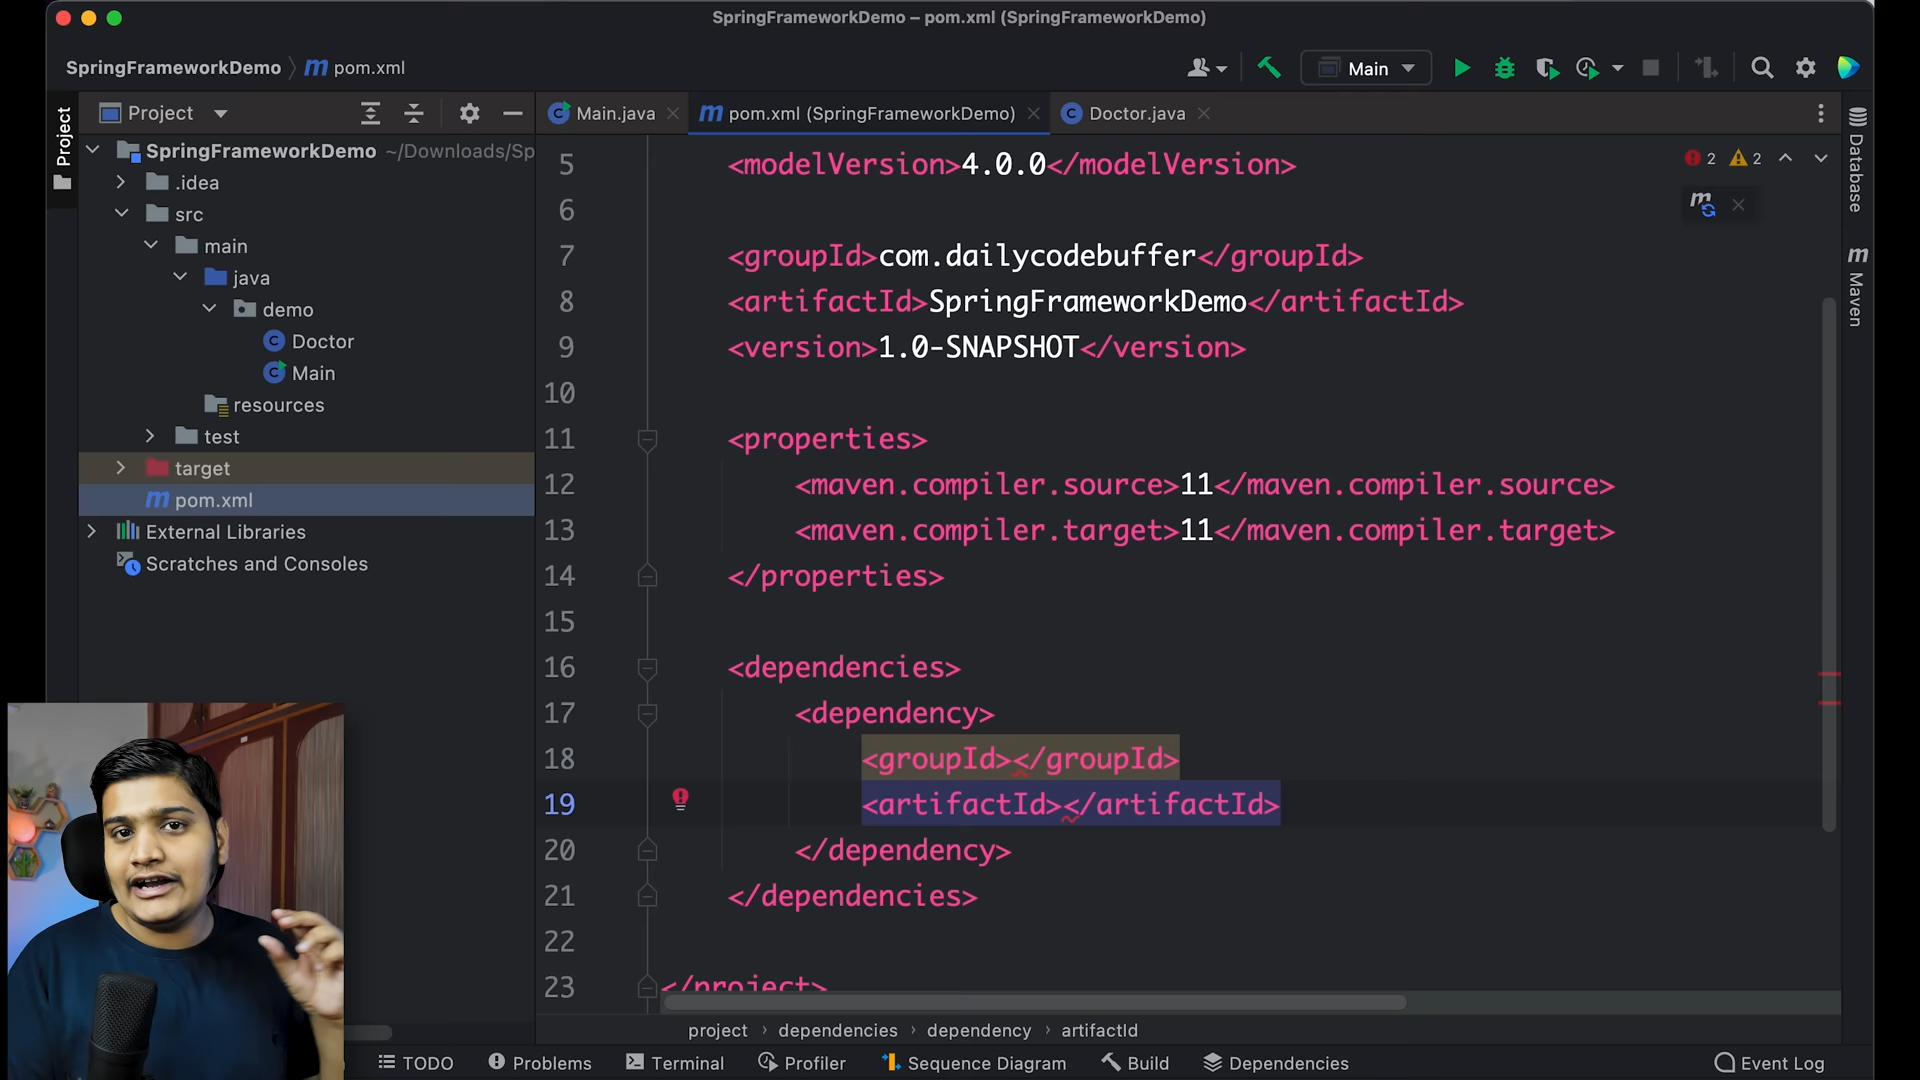 SpringFrameworkDemo – pom.xml (SpringFrameworkDemo)
SpringFrameworkDemo
pom.xml
Main
Project
Project
Main.java
pom.xml (SpringFrameworkDemo)
Doctor.java
SpringFrameworkDemo ~/Downloads/Sp
.idea
src
main
java
demo
Doctor
Main
resources
test
target
pom.xml
External Libraries
Scratches and Consoles
5 <modelVersion>4.0.0</modelVersion>
6
7 <groupId>com.dailycodebuffer</groupId>
8 <artifactId>SpringFrameworkDemo</artifactId>
9 <version>1.0-SNAPSHOT</version>
10
11 <properties>
12 <maven.compiler.source>11</maven.compiler.source>
13 <maven.compiler.target>11</maven.compiler.target>
14 </properties>
15
16 <dependencies>
17 <dependency>
18 <groupId></groupId>
19 <artifactId></artifactId>
20 </dependency>
21 </dependencies>
22
23 </project>
2 2
Database
Maven
project › dependencies › dependency › artifactId
TODO
Problems
Terminal
Profiler
Sequence Diagram
Build
Dependencies
Event Log